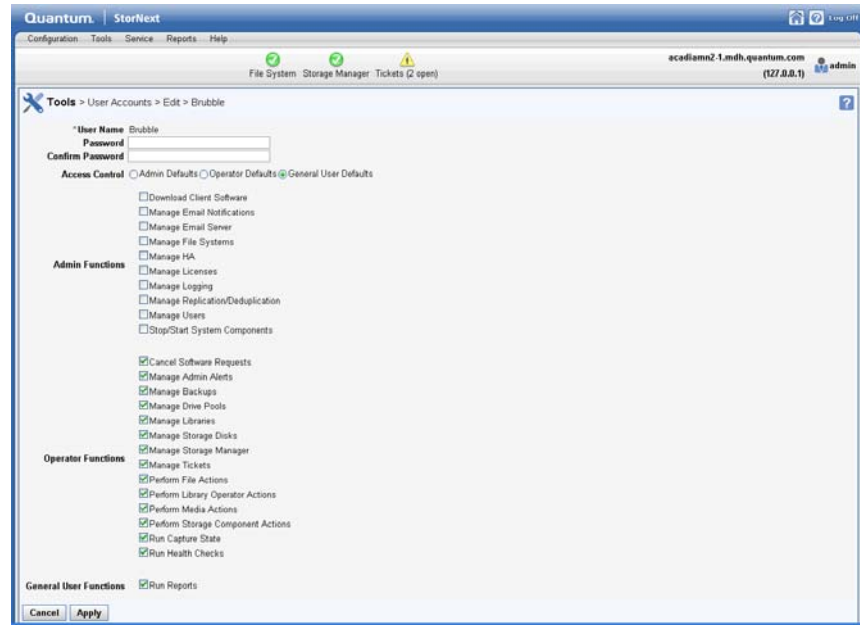 Quantum. StorNext
Log Off
Configuration Tools Service Reports Help
File System Storage Manager Tickets (2 open)
acadiamn2-1.mdh.quantum.com
(127.0.0.1)
admin
Tools > User Accounts > Edit > Brubble
*User Name Brubble
Password
Confirm Password
Access Control Admin Defaults Operator Defaults General User Defaults
Admin Functions
Download Client Software
Manage Email Notifications
Manage Email Server
Manage File Systems
Manage HA
Manage Licenses
Manage Logging
Manage Replication/Deduplication
Manage Users
Stop/Start System Components
Operator Functions
Cancel Software Requests
Manage Admin Alerts
Manage Backups
Manage Drive Pools
Manage Libraries
Manage Storage Disks
Manage Storage Manager
Manage Tickets
Perform File Actions
Perform Library Operator Actions
Perform Media Actions
Perform Storage Component Actions
Run Capture State
Run Health Checks
General User Functions Run Reports
Cancel Apply